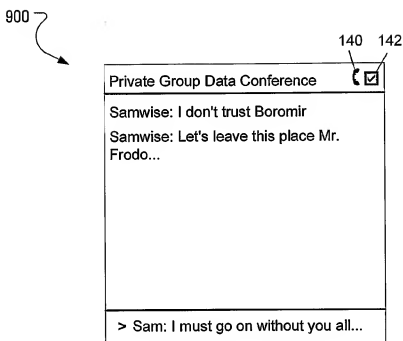 900
140 142
Private Group Data Conference
Samwise: I don't trust Boromir
Samwise: Let's leave this place Mr.
Frodo...
> Sam: I must go on without you all...